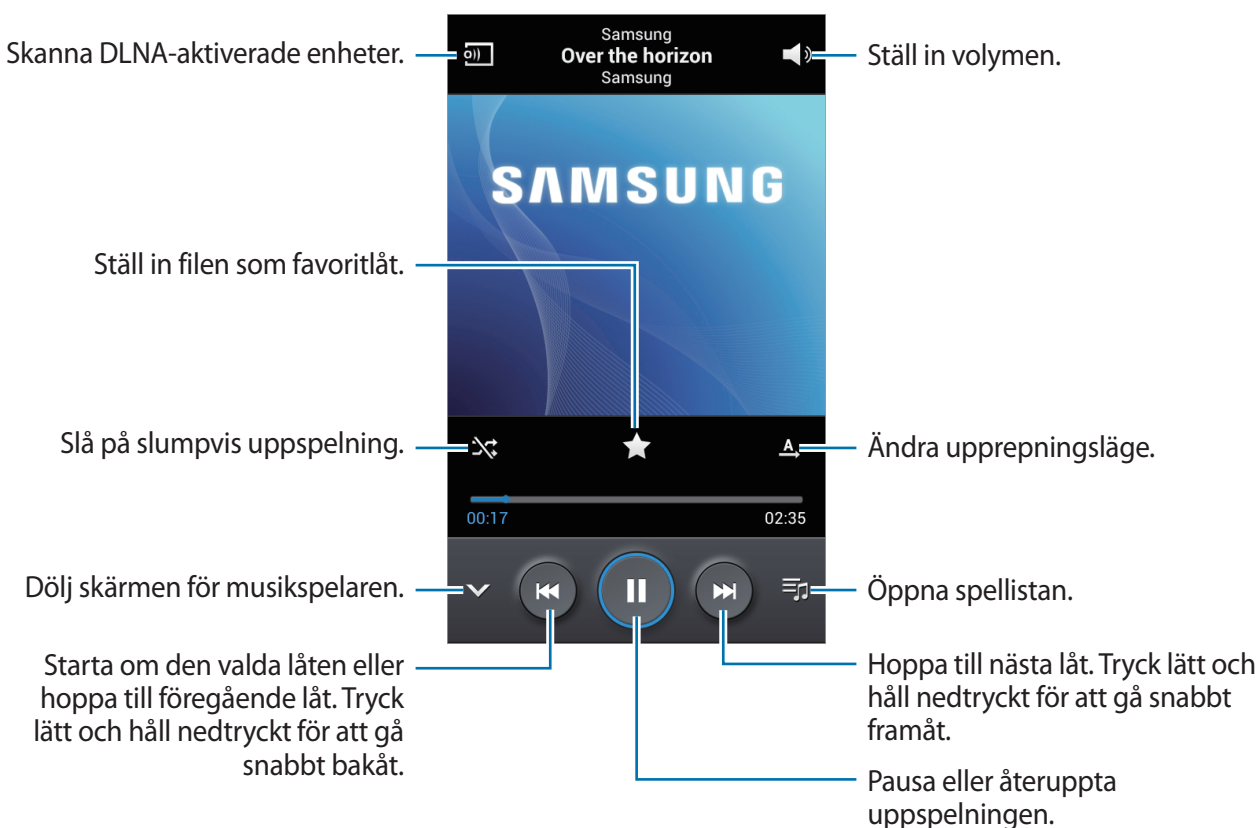 Skanna DLNA-aktiverade enheter.
Samsung
Over the horizon
Samsung
Ställ in volymen.
SAMSUNG
Ställ in filen som favoritlåt.
Slå på slumpvis uppspelning.
A
Ändra upprepningsläge.
00:17
02:35
Dölj skärmen för musikspelaren.
Öppna spellistan.
Starta om den valda låten eller
hoppa till föregående låt. Tryck
lätt och håll nedtryckt för att gå
snabbt bakåt.
Hoppa till nästa låt. Tryck lätt och
håll nedtryckt för att gå snabbt
framåt.
Pausa eller återuppta
uppspelningen.